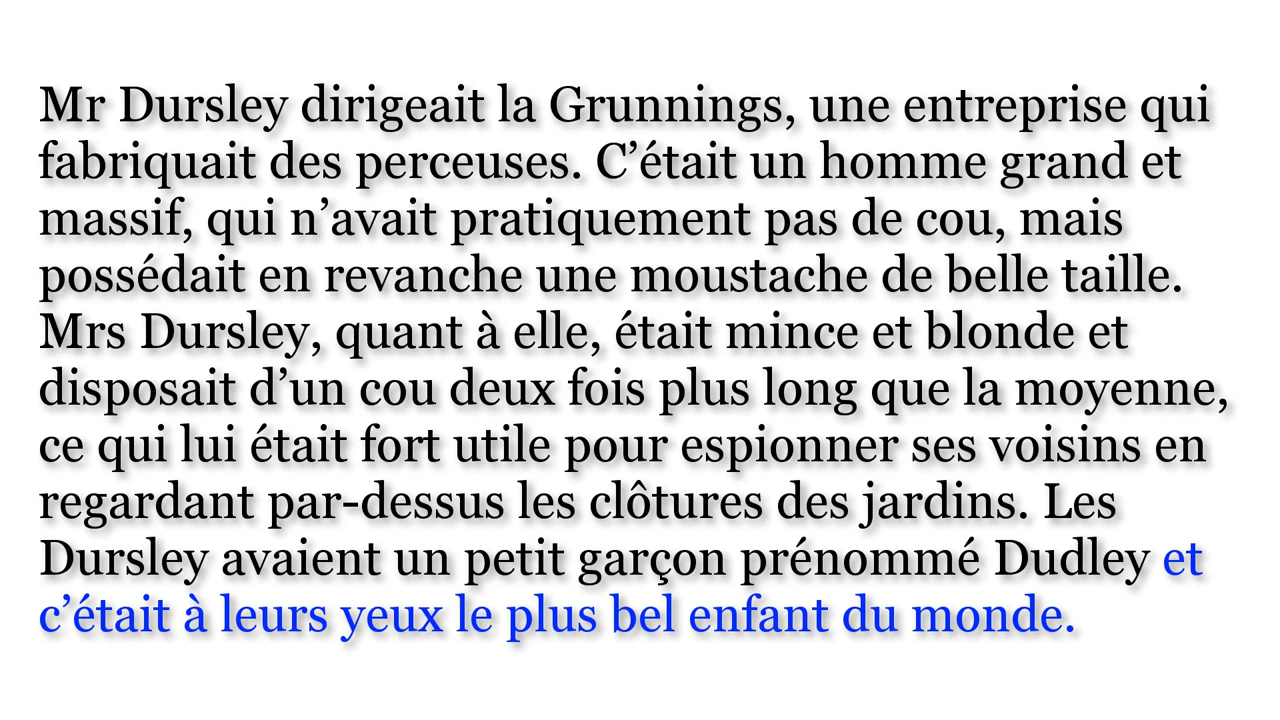 Mr Dursley dirigeait la Grunnings, une entreprise qui
fabriquait des perceuses. C’était un homme grand et
massif, qui n’avait pratiquement pas de cou, mais
possédait en revanche une moustache de belle taille.
Mrs Dursley, quant à elle, était mince et blonde et
disposait d’un cou deux fois plus long que la moyenne,
ce qui lui était fort utile pour espionner ses voisins en
regardant par-dessus les clôtures des jardins. Les
Dursley avaient un petit garçon prénommé Dudley et
c’était à leurs yeux le plus bel enfant du monde.